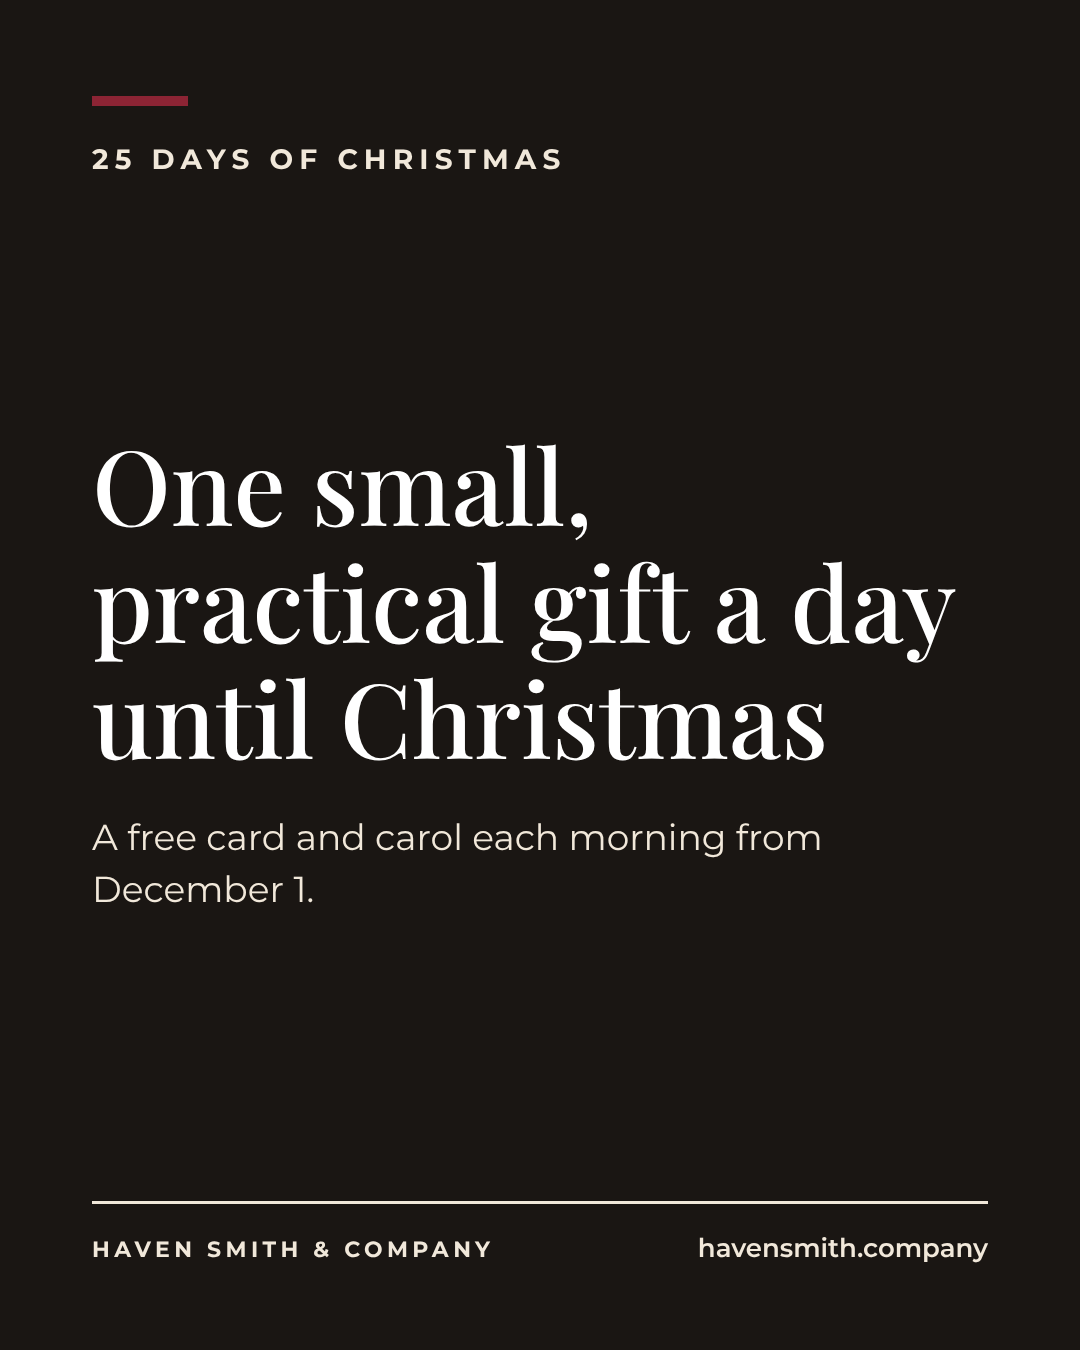 25 DAYS OF CHRISTMAS
One small,
practical gift a day
until Christmas
A free card and carol each morning from
December 1.
HAVEN SMITH & COMPANY
havensmith.company